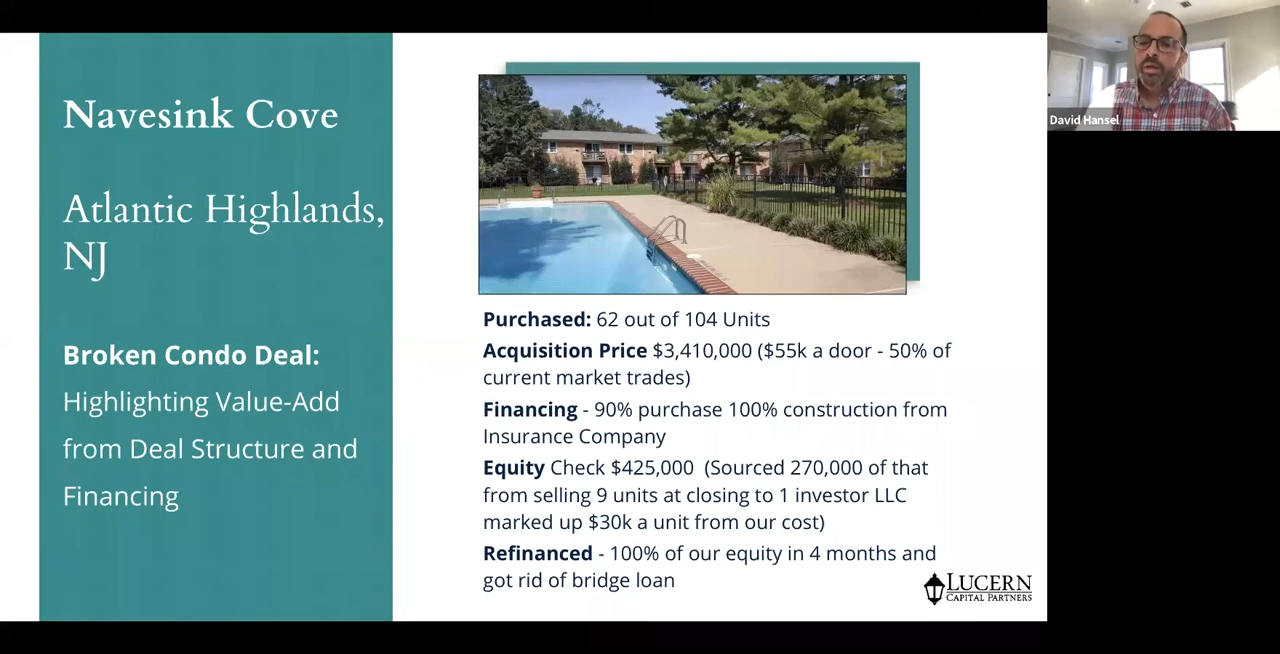 Navesink Cove
Atlantic Highlands,
NJ
Broken Condo Deal:
Highlighting Value-Add
from Deal Structure and
Financing
Purchased: 62 out of 104 Units
Acquisition Price $3,410,000 ($55k a door - 50% of
current market trades)
Financing - 90% purchase 100% construction from
Insurance Company
Equity Check $425,000 (Sourced 270,000 of that
from selling 9 units at closing to 1 investor LLC
marked up $30k a unit from our cost)
Refinanced - 100% of our equity in 4 months and
got rid of bridge loan
LUCERN
CAPITAL PARTNERS
David Hansel